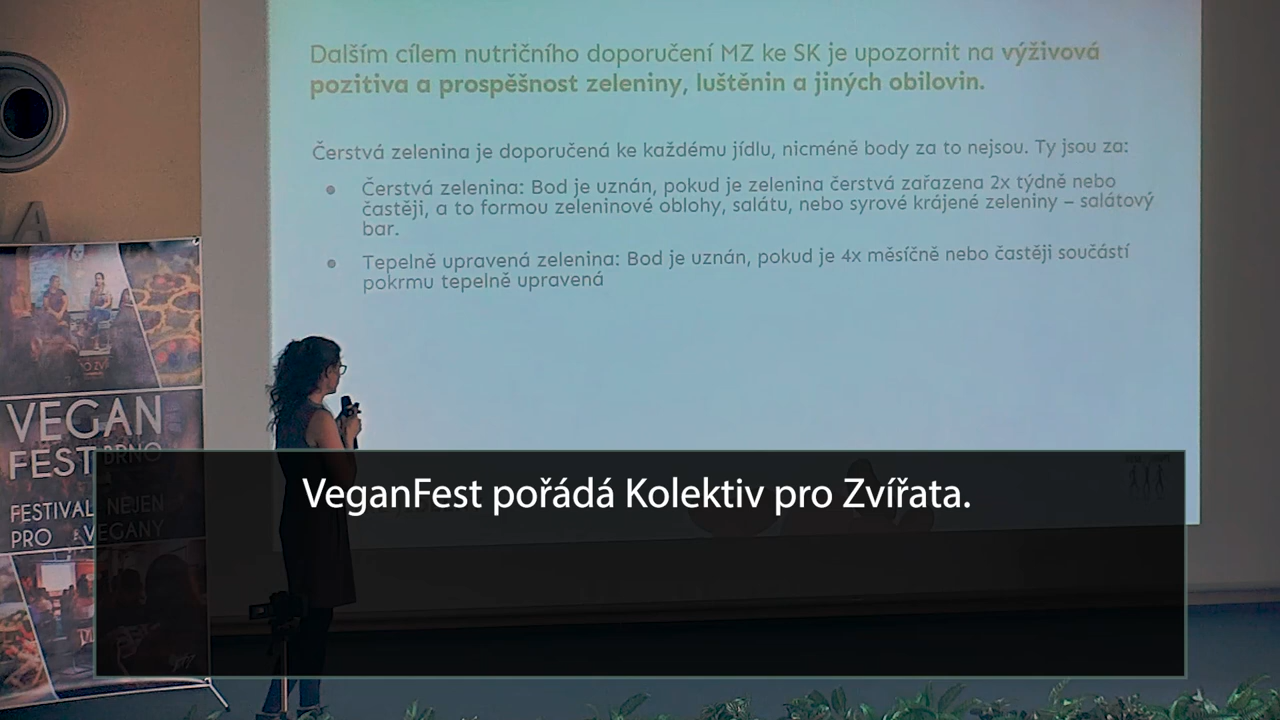 Dalším cílem nutričního doporučení MZ ke SK je upozornit na výživová
pozitiva a prospěšnost zeleniny, luštěnin a jiných obilovin.
Čerstvá zelenina je doporučená ke každému jídlu, nicméně body za to nejsou. Ty jsou za:
Čerstvá zelenina: Bod je uznán, pokud je zelenina čerstvá zařazena 2x týdně nebo
častěji, a to formou zeleninové oblohy, salátu, nebo syrové krájené zeleniny – salátový
bar.
Tepelně upravená zelenina: Bod je uznán, pokud je 4x měsíčně nebo častěji součástí
pokrmu tepelně upravená
A
VEGAN
FEST BRNO
FESTIVAL NEJEN
PRO VEGANY
VeganFest pořádá Kolektiv pro Zvířata.